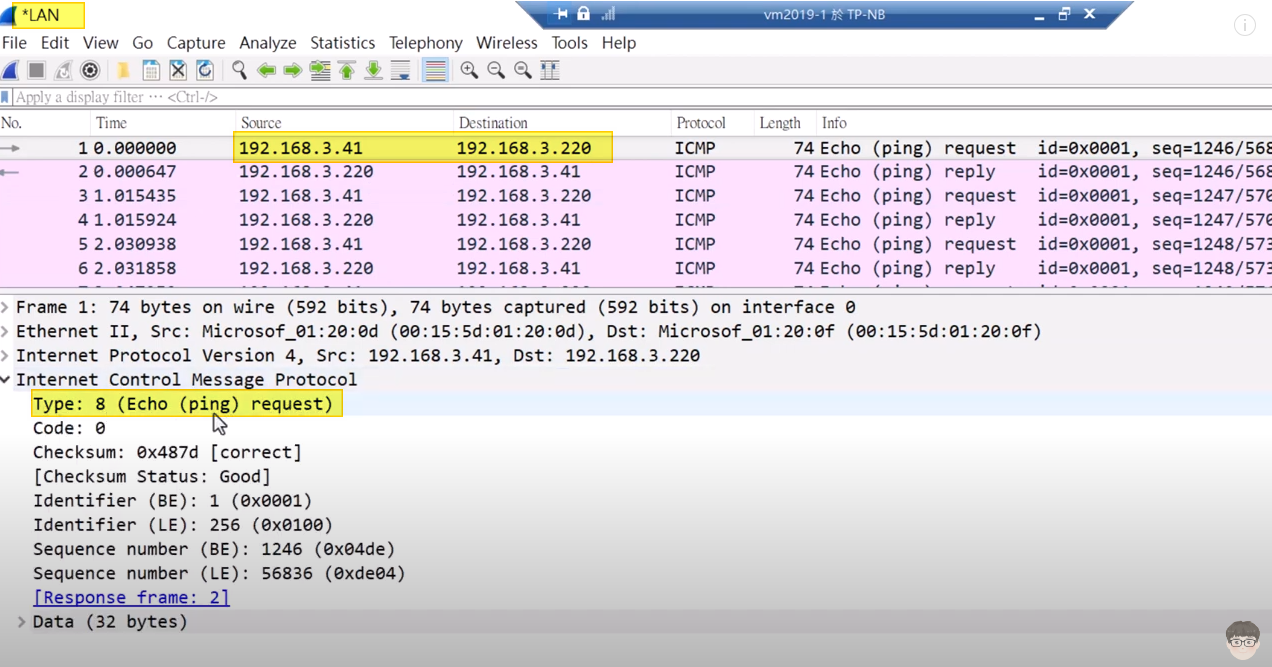 *LAN
vm2019-1 於 TP-NB
File Edit View Go Capture Analyze Statistics Telephony Wireless Tools Help
Apply a display filter ⋯ <Ctrl-/>
No. Time Source Destination Protocol Length Info
1 0.000000 192.168.3.41 192.168.3.220 ICMP 74 Echo (ping) request id=0x0001, seq=1246/568
2 0.000647 192.168.3.220 192.168.3.41 ICMP 74 Echo (ping) reply id=0x0001, seq=1246/568
3 1.015435 192.168.3.41 192.168.3.220 ICMP 74 Echo (ping) request id=0x0001, seq=1247/570
4 1.015924 192.168.3.220 192.168.3.41 ICMP 74 Echo (ping) reply id=0x0001, seq=1247/570
5 2.030938 192.168.3.41 192.168.3.220 ICMP 74 Echo (ping) request id=0x0001, seq=1248/573
6 2.031858 192.168.3.220 192.168.3.41 ICMP 74 Echo (ping) reply id=0x0001, seq=1248/573
Frame 1: 74 bytes on wire (592 bits), 74 bytes captured (592 bits) on interface 0
Ethernet II, Src: Microsof_01:20:0d (00:15:5d:01:20:0d), Dst: Microsof_01:20:0f (00:15:5d:01:20:0f)
Internet Protocol Version 4, Src: 192.168.3.41, Dst: 192.168.3.220
Internet Control Message Protocol
Type: 8 (Echo (ping) request)
Code: 0
Checksum: 0x487d [correct]
[Checksum Status: Good]
Identifier (BE): 1 (0x0001)
Identifier (LE): 256 (0x0100)
Sequence number (BE): 1246 (0x04de)
Sequence number (LE): 56836 (0xde04)
[Response frame: 2]
Data (32 bytes)